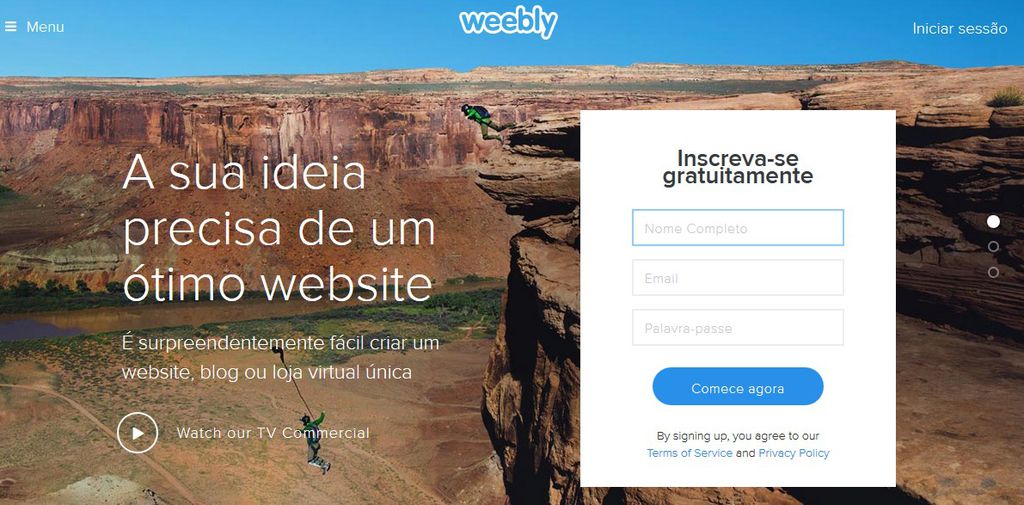 Menu
weebly
Iniciar sessão
A sua ideia
precisa de um
ótimo website
É surpreendentemente fácil criar um
website, blog ou loja virtual única
Watch our TV Commercial
Inscreva-se
gratuitamente
Nome Completo
Email
Palavra-passe
Comece agora
By signing up, you agree to our
Terms of Service and Privacy Policy